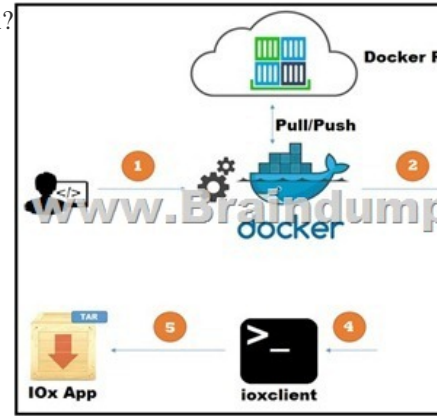 ?
Docker
Pull/Push
1
2
</>
www.Braindump
docker
TAR
5
>_
4
IOx App
ioxclient